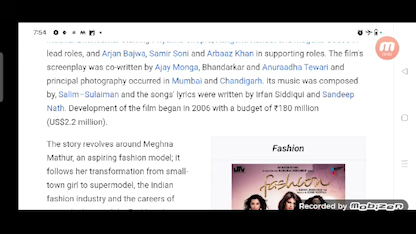 7:54
lead roles, and Arjan Bajwa, Samir Soni and Arbaaz Khan in supporting roles. The film's
screenplay was co-written by Ajay Monga, Bhandarkar and Anuraadha Tewari and
principal photography occurred in Mumbai and Chandigarh. Its music was composed
by, Salim–Sulaiman and the songs' lyrics were written by Irfan Siddiqui and Sandeep
Nath. Development of the film began in 2006 with a budget of ₹180 million
(US$2.2 million).
The story revolves around Meghna
Mathur, an aspiring fashion model; it
follows her transformation from small-
town girl to supermodel, the Indian
fashion industry and the careers of
Fashion
fashion
Recorded by mobizen